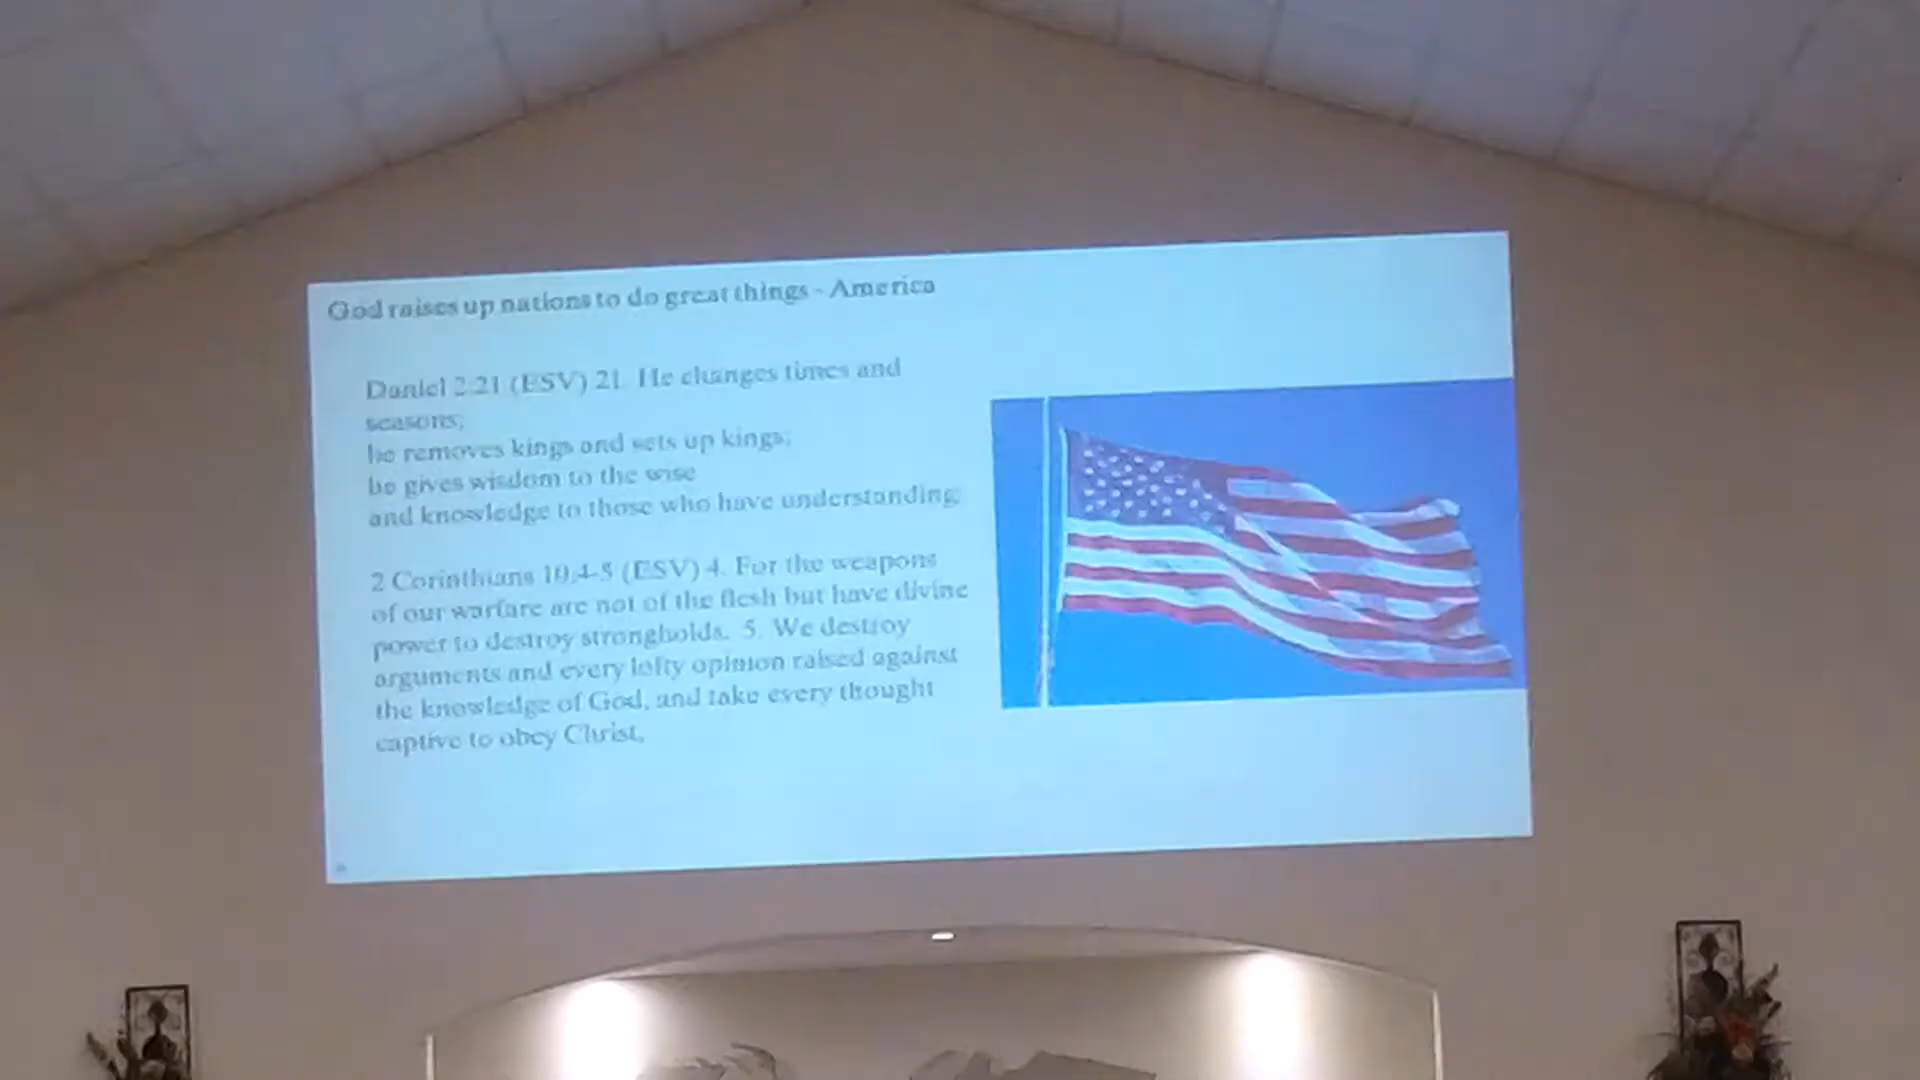 God raises up nations to do great things - America
Daniel 2:21 (ESV) 21. He changes times and
seasons;
he removes kings and sets up kings;
he gives wisdom to the wise
and knowledge to those who have understanding;
2 Corinthians 10:4-5 (ESV) 4. For the weapons
of our warfare are not of the flesh but have divine
power to destroy strongholds. 5. We destroy
arguments and every lofty opinion raised against
the knowledge of God, and take every thought
captive to obey Christ,